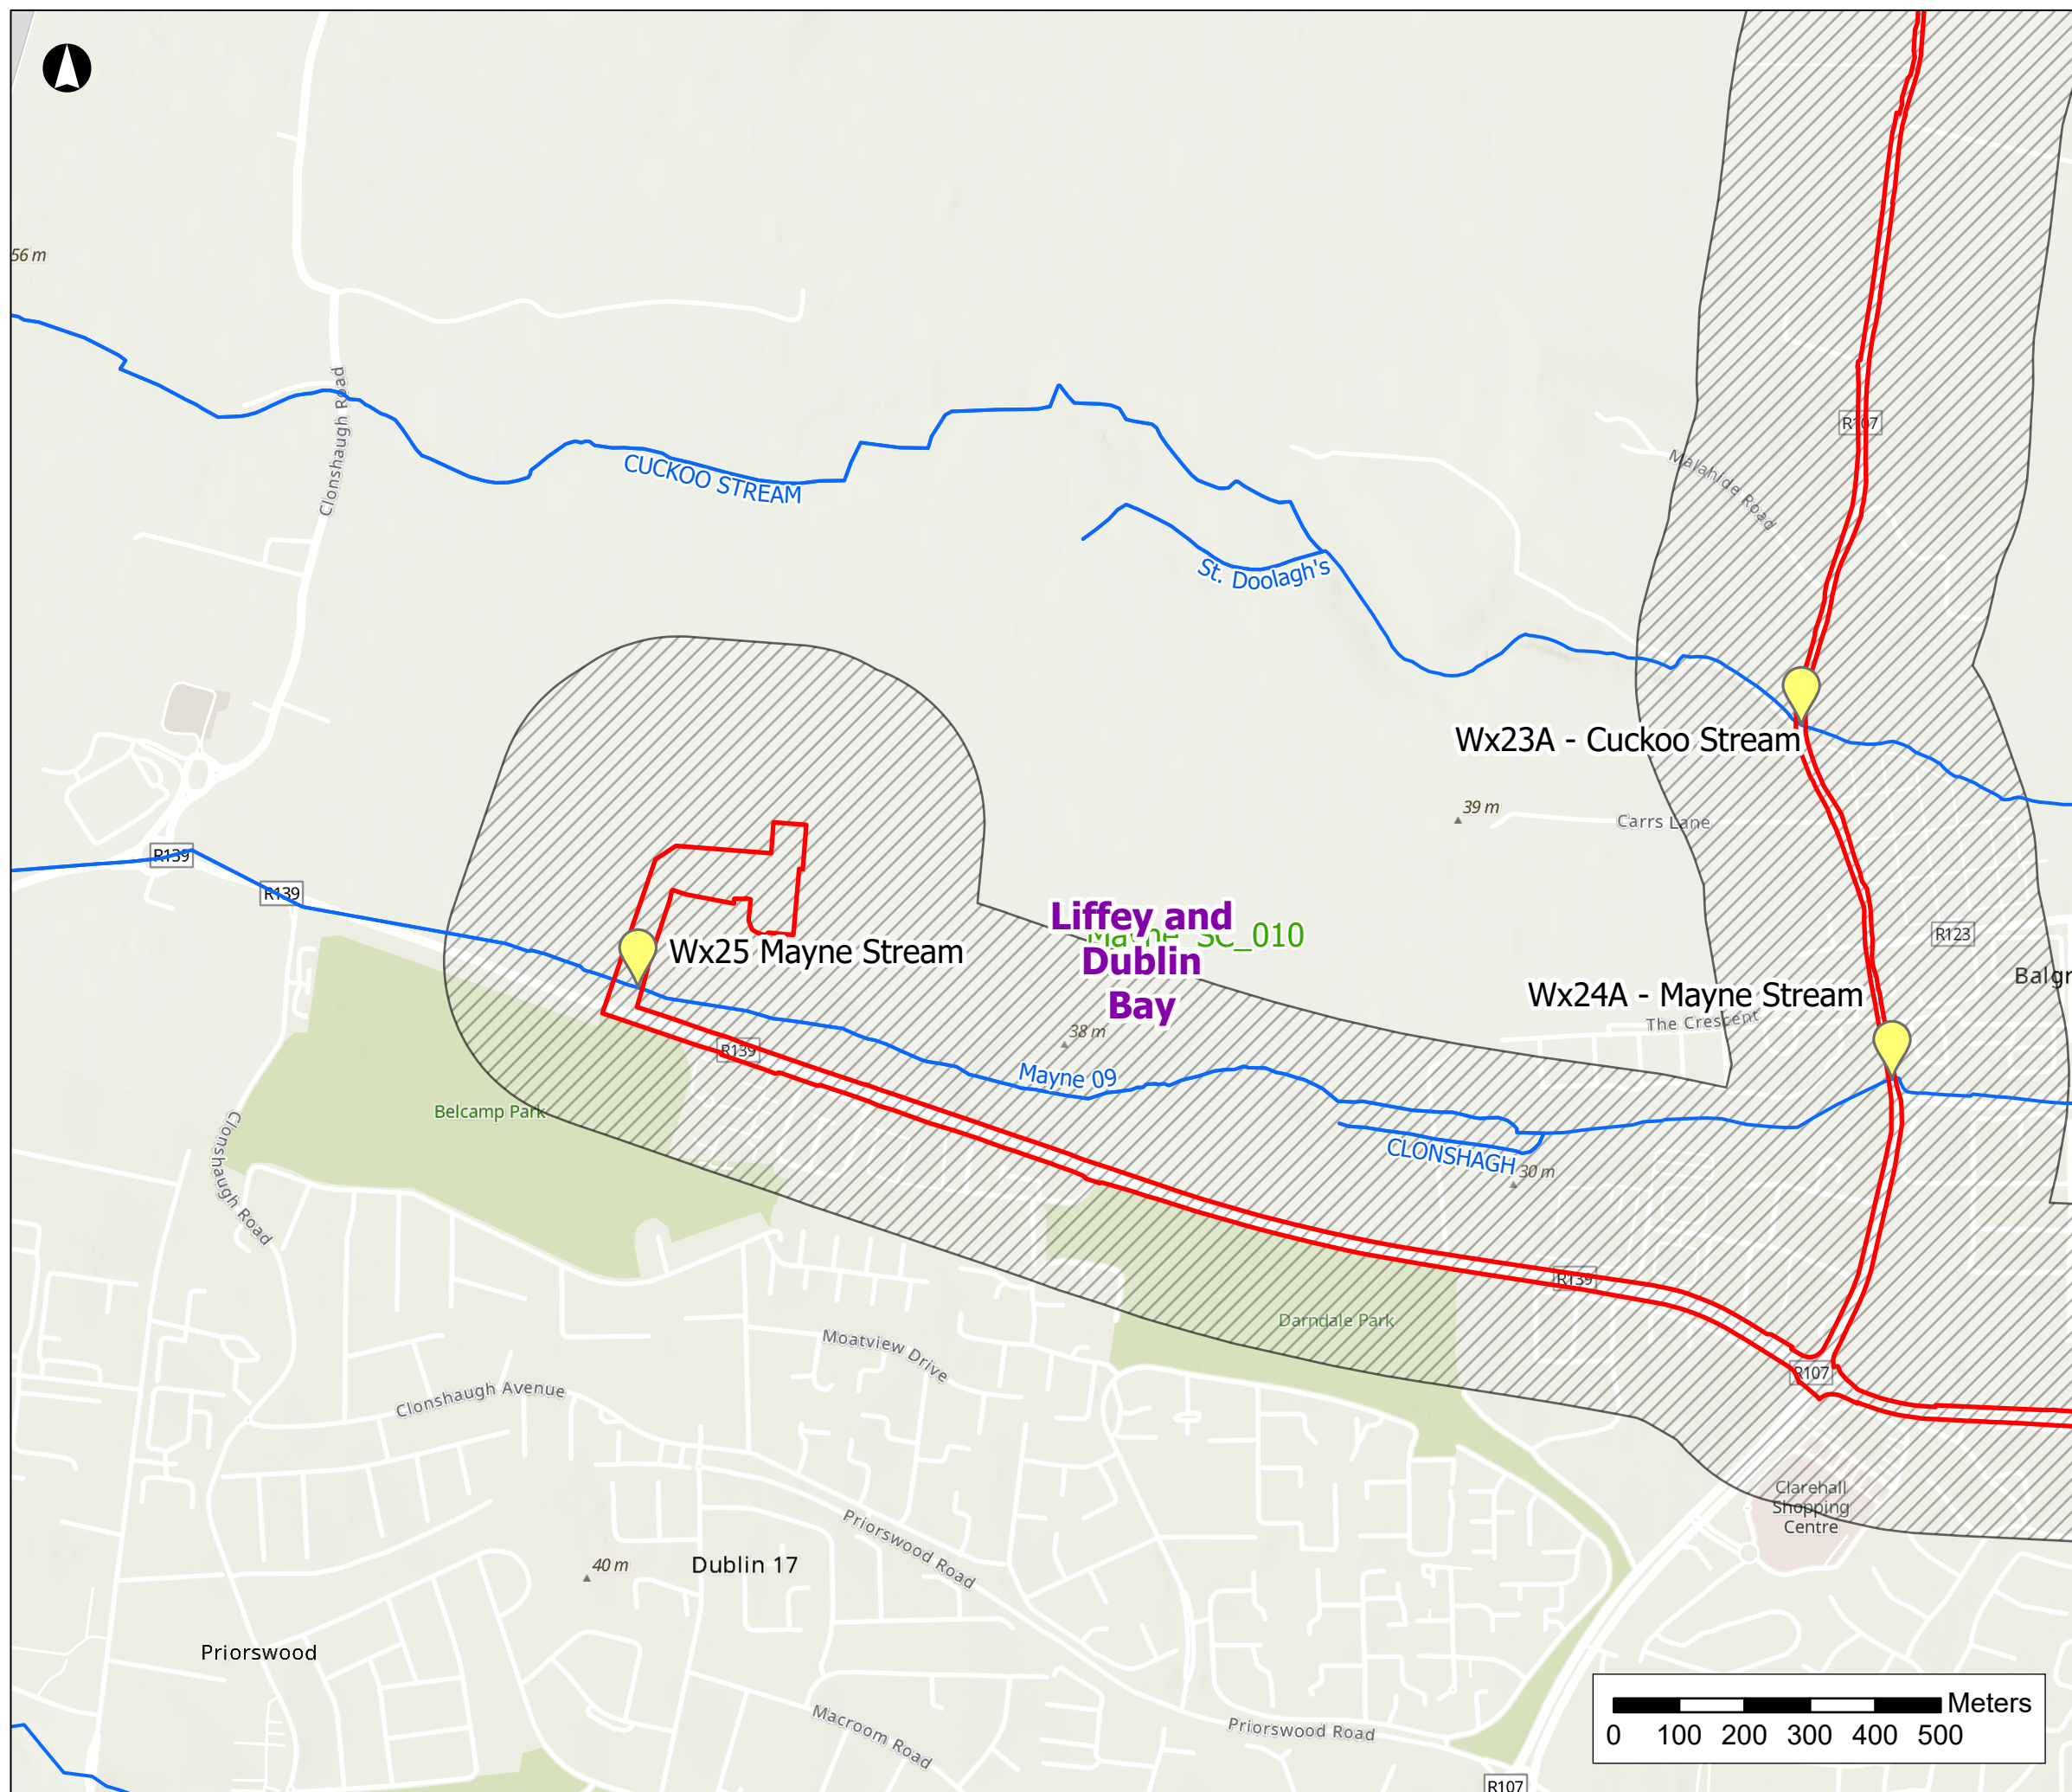 56 m
Clonshaugh Road
CUCKOO STREAM
R107
Malahide Road
St. Doolagh's
Wx23A - Cuckoo Stream
39 m
Carrs Lane
R139
R139
Liffey and
Dublin
Bay
Mayne_SC_010
R123
Wx25 Mayne Stream
Balgr
Wx24A - Mayne Stream
The Crescent
38 m
R139
Mayne 09
Belcamp Park
CLONSHAGH
30 m
Clonshaugh Road
R139
Darndale Park
Moatview Drive
R107
Clonshaugh Avenue
Clarehall
Shopping
Centre
Priorswood Road
40 m
Dublin 17
Priorswood
Macroom Road
Priorswood Road
Meters
0 100 200 300 400 500
R107